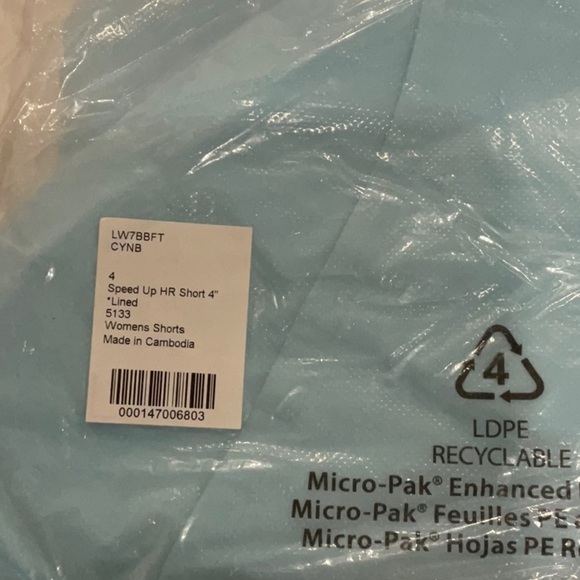 LW7BBFT
CYNB
4
Speed Up HR Short 4"
*Lined
5133
Womens Shorts
Made in Cambodia
000147006803
4
LDPE
RECYCLABLE
Micro-Pak® Enhanced
Micro-Pak® Feuilles PE
Micro-Pak® Hojas PE